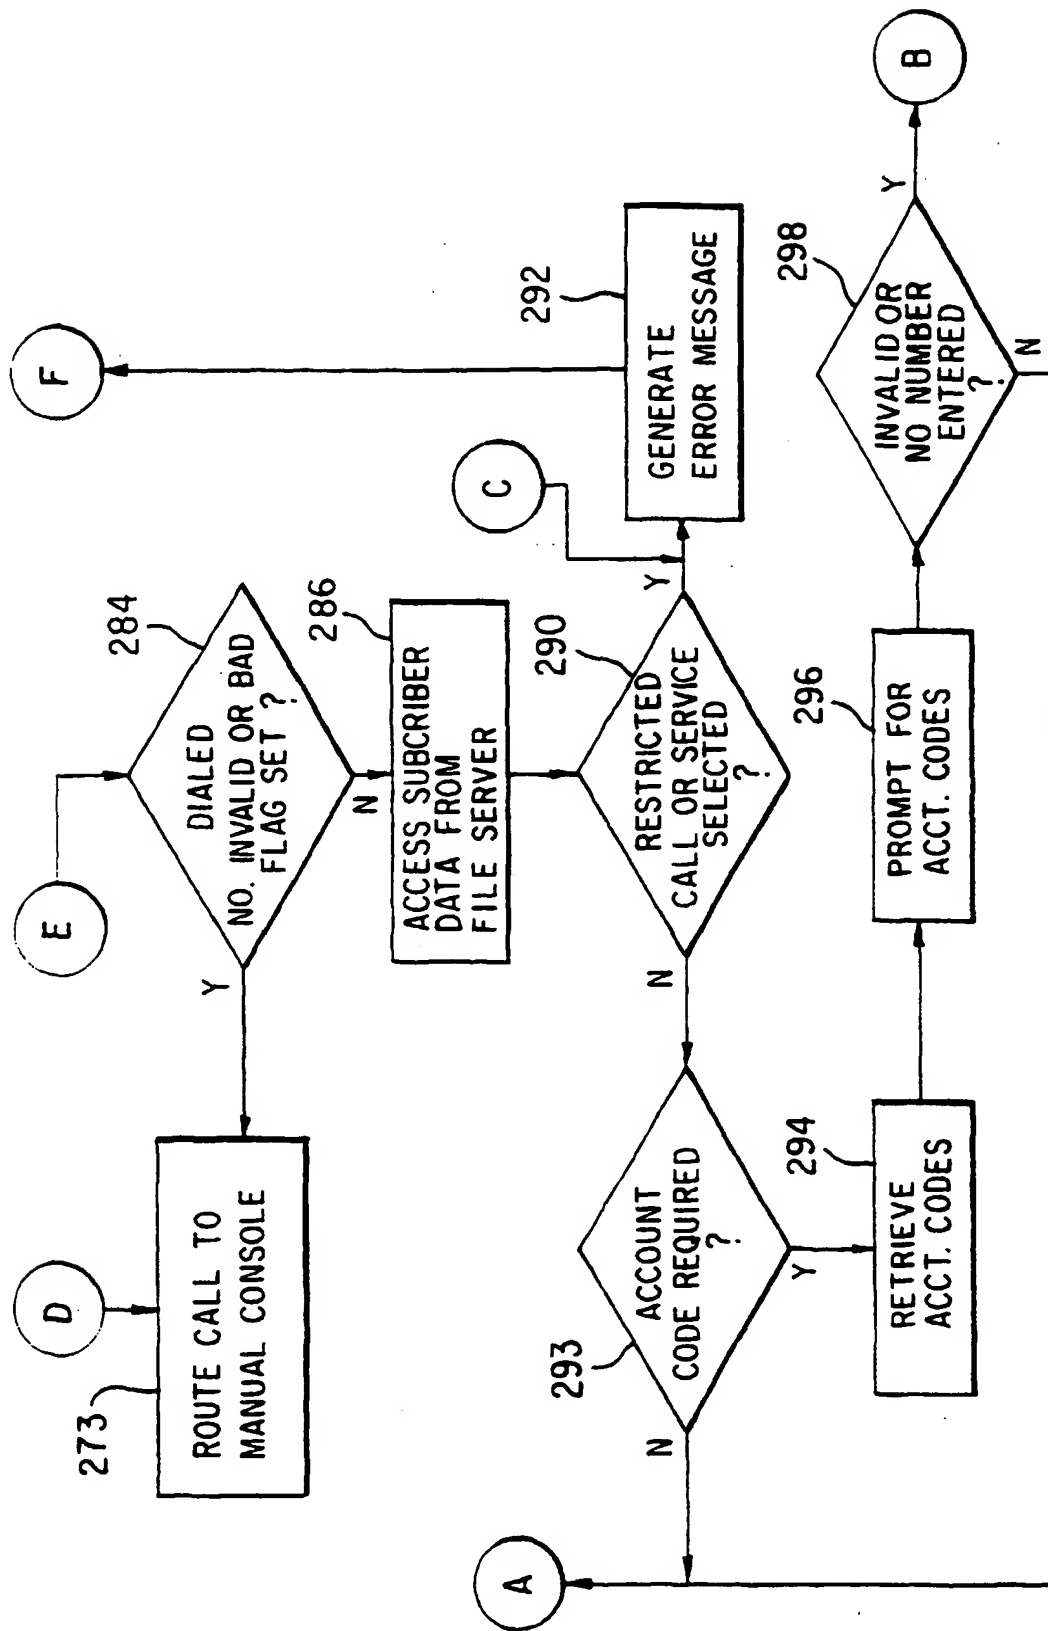 D
E
F
273
ROUTE CALL TO
MANUAL CONSOLE
Y
DIALED
NO. INVALID OR BAD
FLAG SET ?
284
N
ACCESS SUBSCRIBER
DATA FROM
FILE SERVER
286
C
A
N
293
ACCOUNT
CODE REQUIRED
?
Y
N
RESTRICTED
CALL OR SERVICE
SELECTED
?
290
Y
GENERATE
ERROR MESSAGE
292
RETRIEVE
ACCT. CODES
294
PROMPT FOR
ACCT. CODES
296
INVALID OR
NO NUMBER
ENTERED
?
298
Y
N
B